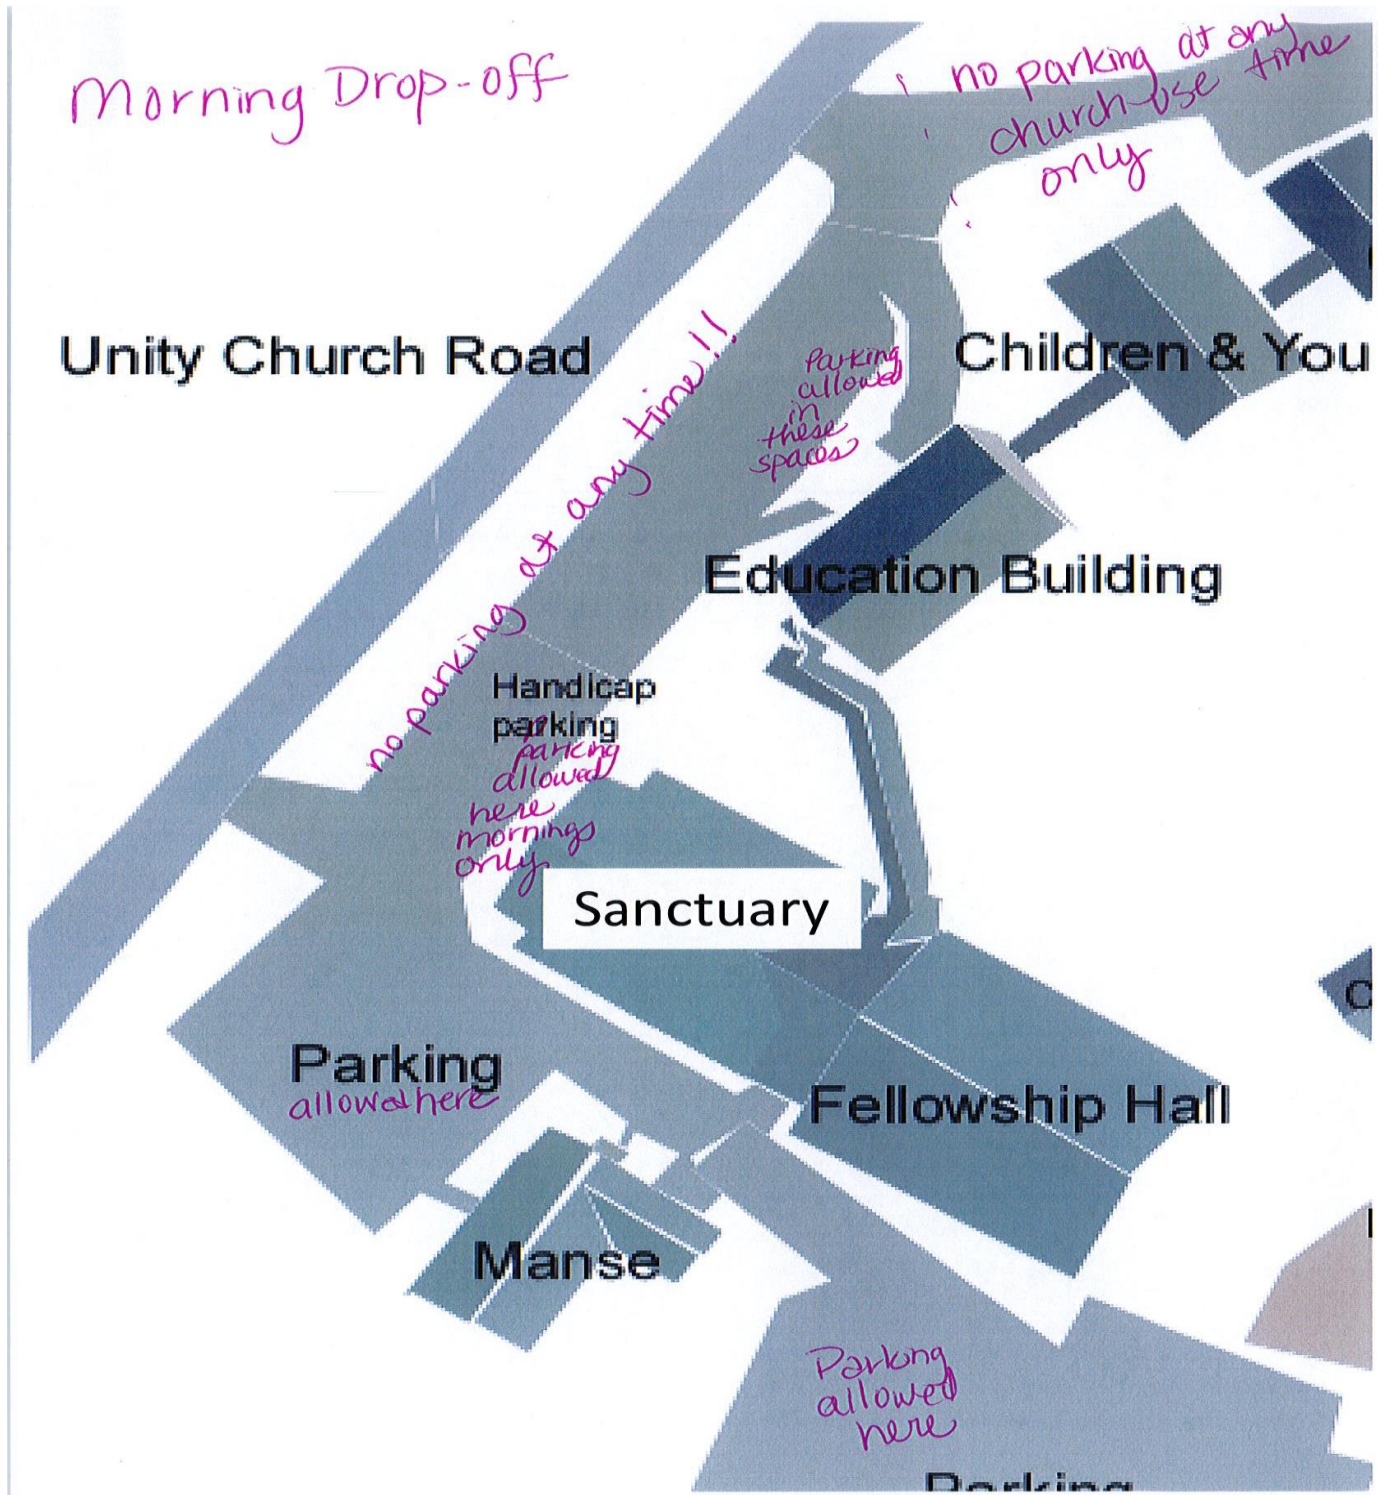 Morning Drop-off
no parking at any time
church use
only
Unity Church Road
no parking at any time!!
Parking
allowed
in
these
spaces
Children & You
Education Building
Handicap
parking
parking
allowed
here
mornings
only
Sanctuary
Parking
allowed here
Fellowship Hall
Manse
Parking
allowed
here
Parking